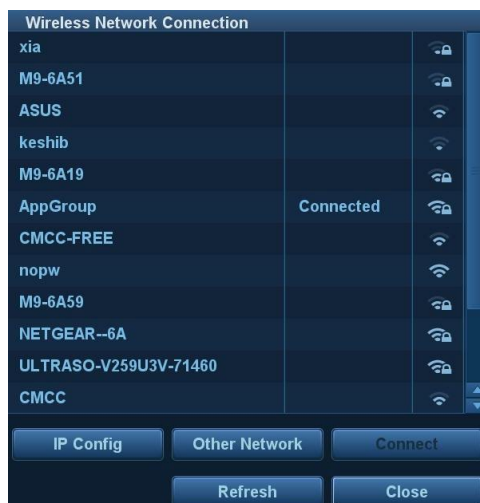 Wireless Network Connection
xia
M9-6A51
ASUS
keshib
M9-6A19
AppGroup Connected
CMCC-FREE
nopw
M9-6A59
NETGEAR--6A
ULTRASO-V259U3V-71460
CMCC
IP Config Other Network Connect
Refresh Close